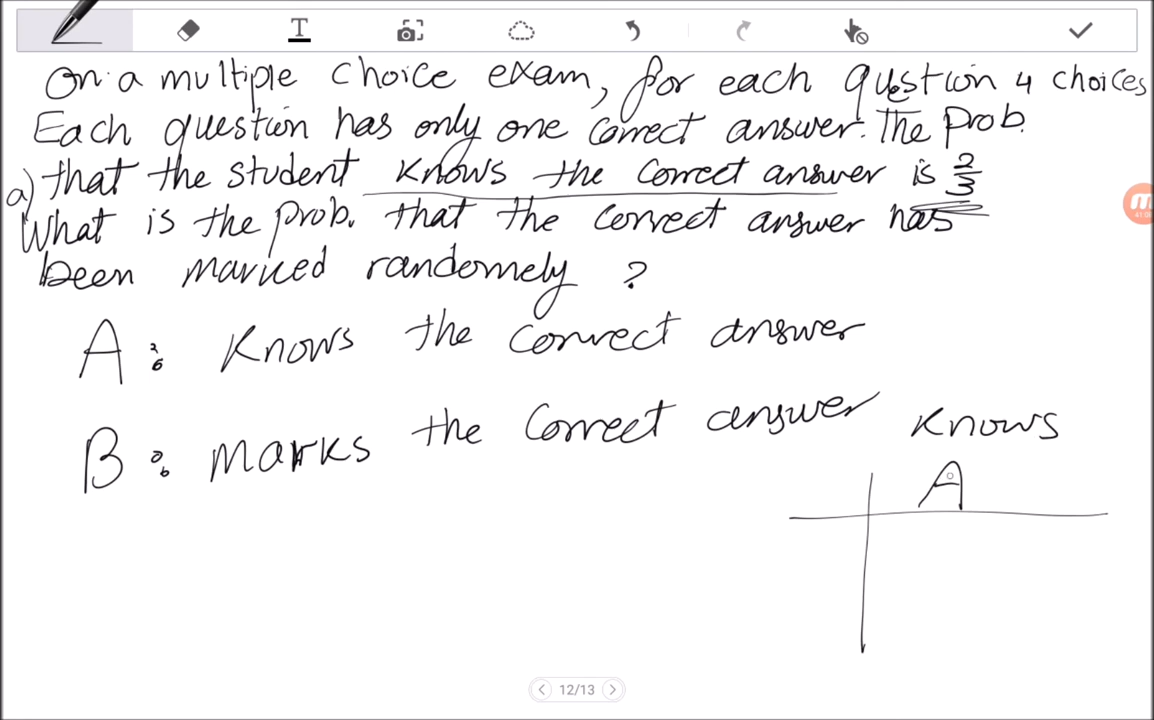 T
On a multiple choice exam, for each question 4 choices
Each question has only one correct answer. The prob.
a) that the student knows the correct answer is 2/3
What is the prob. that the correct answer has
been marked randomely ?
A : Knows the correct answer
B : marks the correct answer
Knows
A
12/13